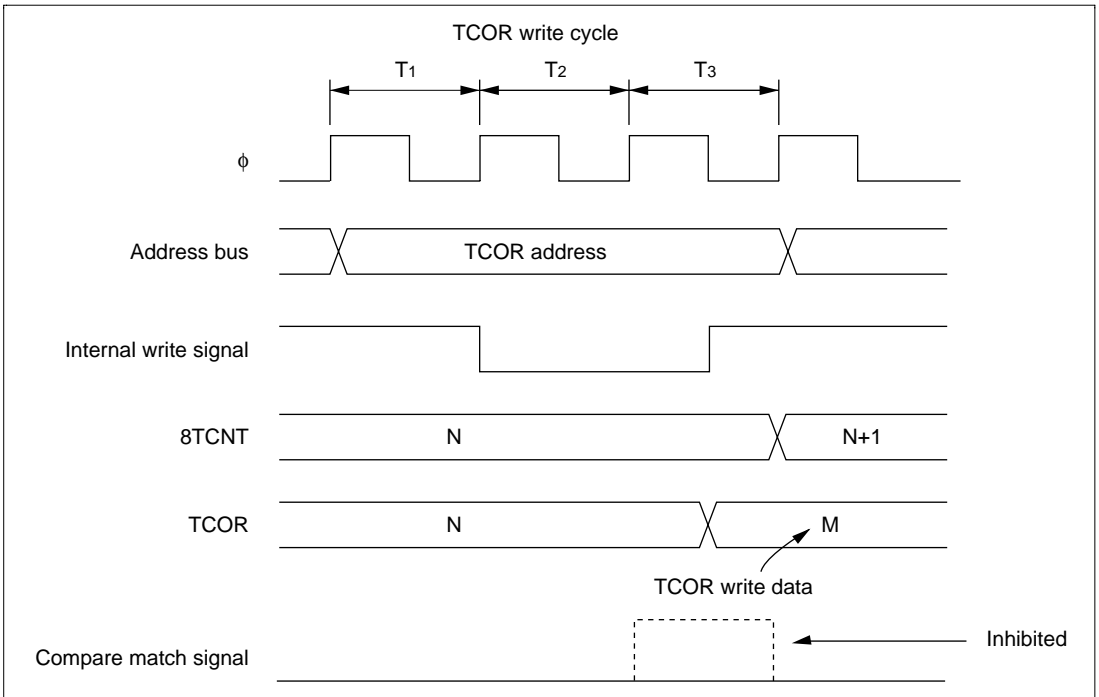 TCOR write cycle
T1 T2 T3
φ
Address bus
TCOR address
Internal write signal
8TCNT
N
N+1
TCOR
N
M
TCOR write data
Compare match signal
Inhibited